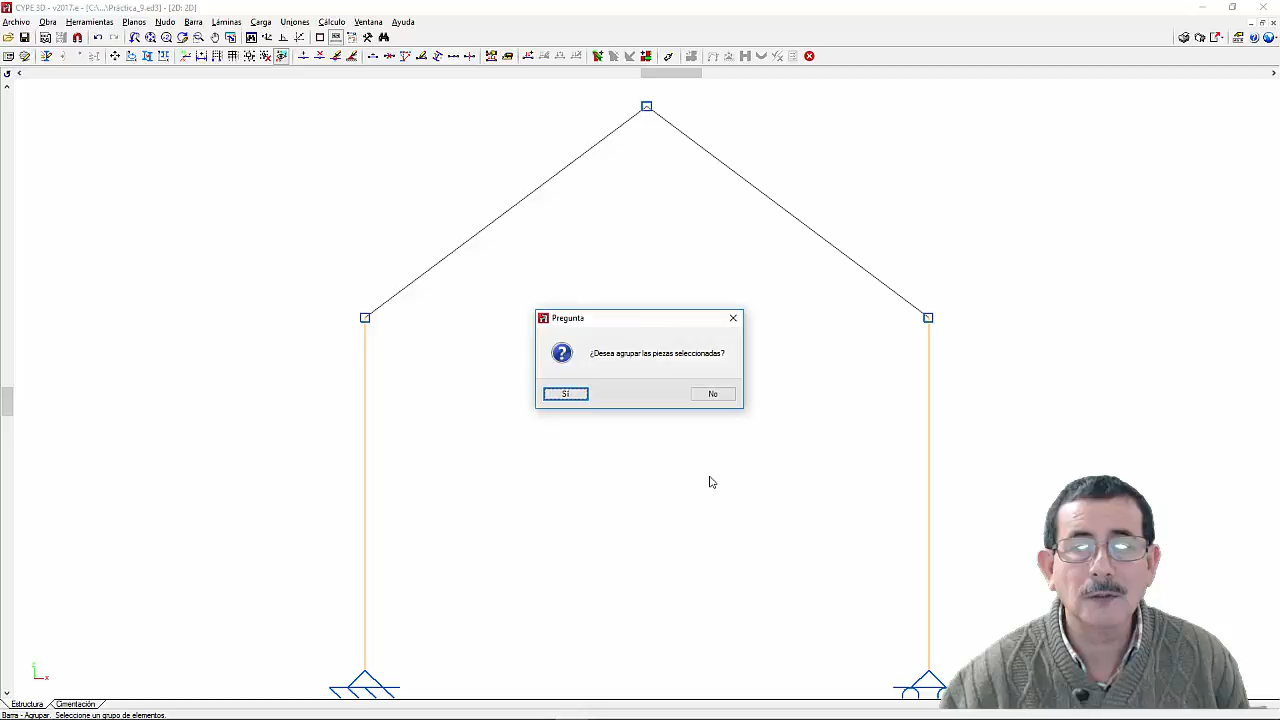 CYPE 3D - v2017.e - [C:\...\Práctica_9.ed3] - [2D: 2D]
Archivo Obra Herramientas Planos Nudo Barra Láminas Carga Uniones Cálculo Ventana Ayuda
Pregunta
¿Desea agrupar las piezas seleccionadas?
Sí No
x
Estructura Cimentación
Barra - Agrupar. Seleccione un grupo de elementos.